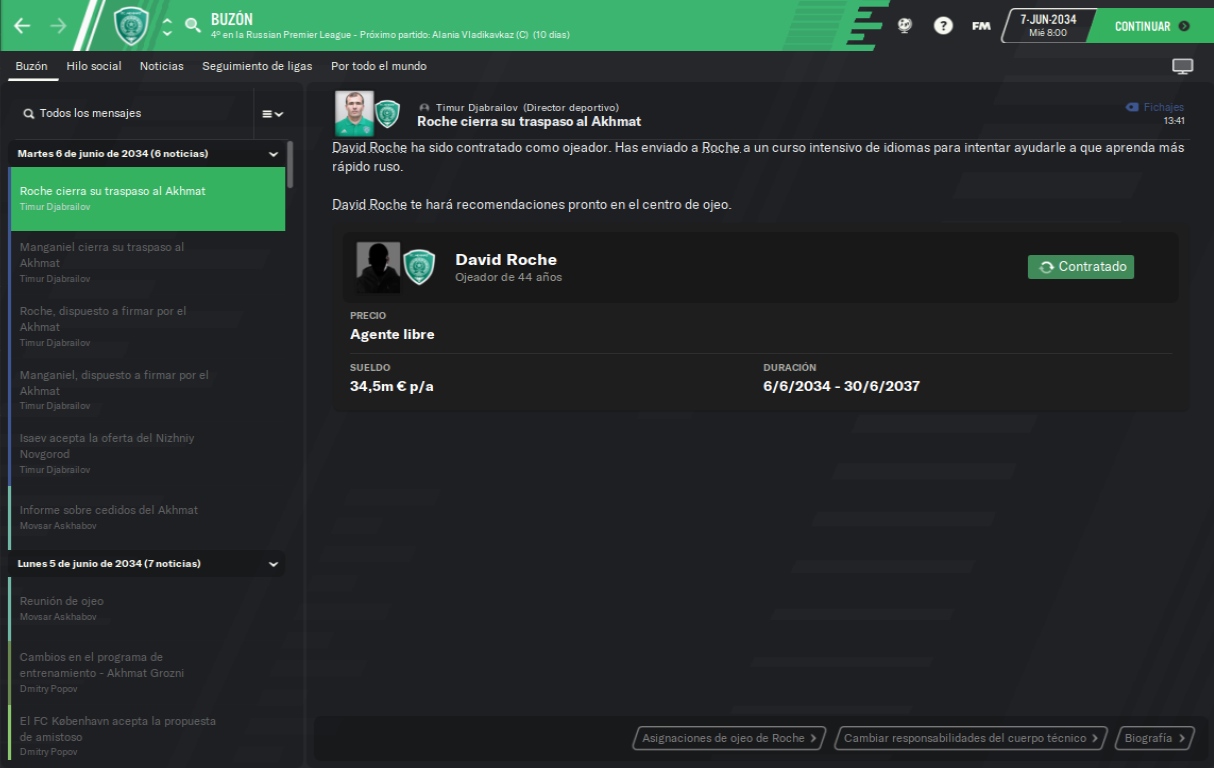 BUZÓN
4º en la Russian Premier League - Próximo partido: Alania Vladikavkaz (C) (10 días)
?
FM
7-JUN-2034
Mié 8:00
CONTINUAR
Buzón
Hilo social
Noticias
Seguimiento de ligas
Por todo el mundo
Todos los mensajes
Martes 6 de junio de 2034 (6 noticias)
Roche cierra su traspaso al Akhmat
Timur Djabrailov
Manganiel cierra su traspaso al
Akhmat
Timur Djabrailov
Roche, dispuesto a firmar por el
Akhmat
Timur Djabrailov
Manganiel, dispuesto a firmar por el
Akhmat
Timur Djabrailov
Isaev acepta la oferta del Nizhniy
Novgorod
Timur Djabrailov
Informe sobre cedidos del Akhmat
Movsar Askhabov
Lunes 5 de junio de 2034 (7 noticias)
Reunión de ojeo
Movsar Askhabov
Cambios en el programa de
entrenamiento - Akhmat Grozni
Dmitry Popov
El FC København acepta la propuesta
de amistoso
Dmitry Popov
Timur Djabrailov (Director deportivo)
Roche cierra su traspaso al Akhmat
Fichajes
13:41
David Roche ha sido contratado como ojeador. Has enviado a Roche a un curso intensivo de idiomas para intentar ayudarle a que aprenda más
rápido ruso.
David Roche te hará recomendaciones pronto en el centro de ojeo.
David Roche
Ojeador de 44 años
Contratado
PRECIO
Agente libre
SUELDO
34,5m € p/a
DURACIÓN
6/6/2034 - 30/6/2037
Asignaciones de ojeo de Roche
Cambiar responsabilidades del cuerpo técnico
Biografía